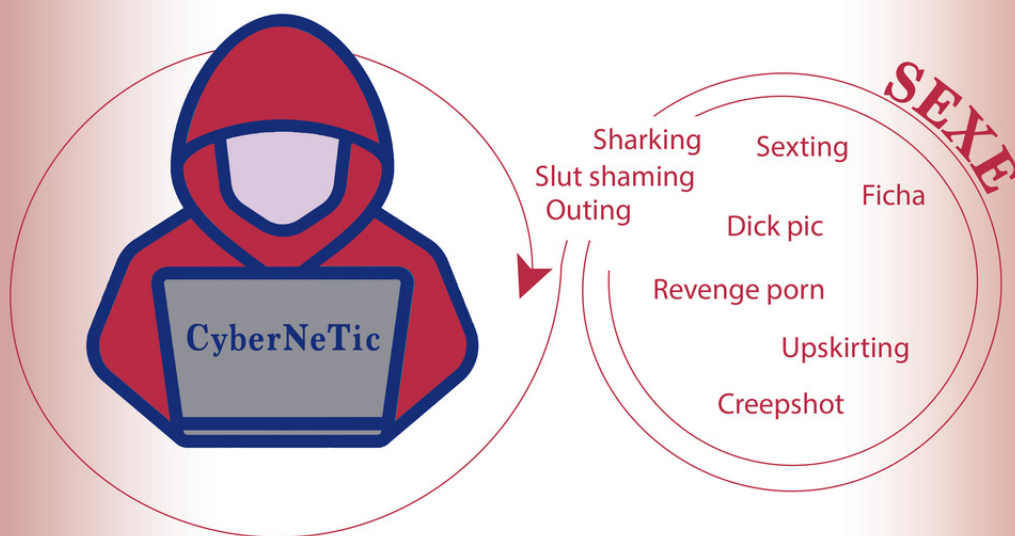 SEXE
Sharking
Sexting
Slut shaming
Ficha
Outing
Dick pic
Revenge porn
CyberNeTic
Upskirting
Creepshot